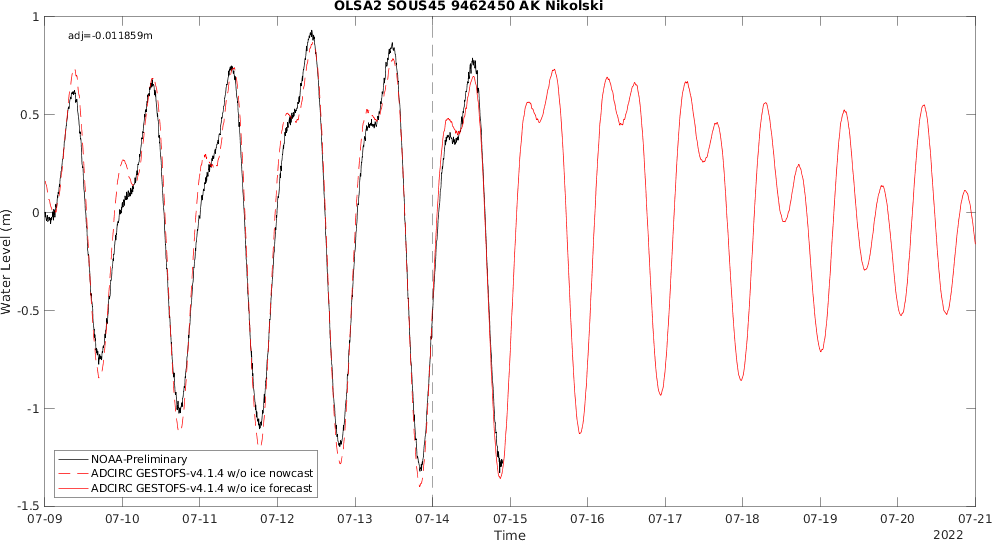 OLSA2 SOUS45 9462450 AK Nikolski
adj=-0.011859m
Water Level (m)
1
0.5
0
-0.5
-1
-1.5
NOAA-Preliminary
ADCIRC GESTOFS-v4.1.4 w/o ice nowcast
ADCIRC GESTOFS-v4.1.4 w/o ice forecast
07-09 07-10 07-11 07-12 07-13 07-14 07-15 07-16 07-17 07-18 07-19 07-20 07-21
Time
2022